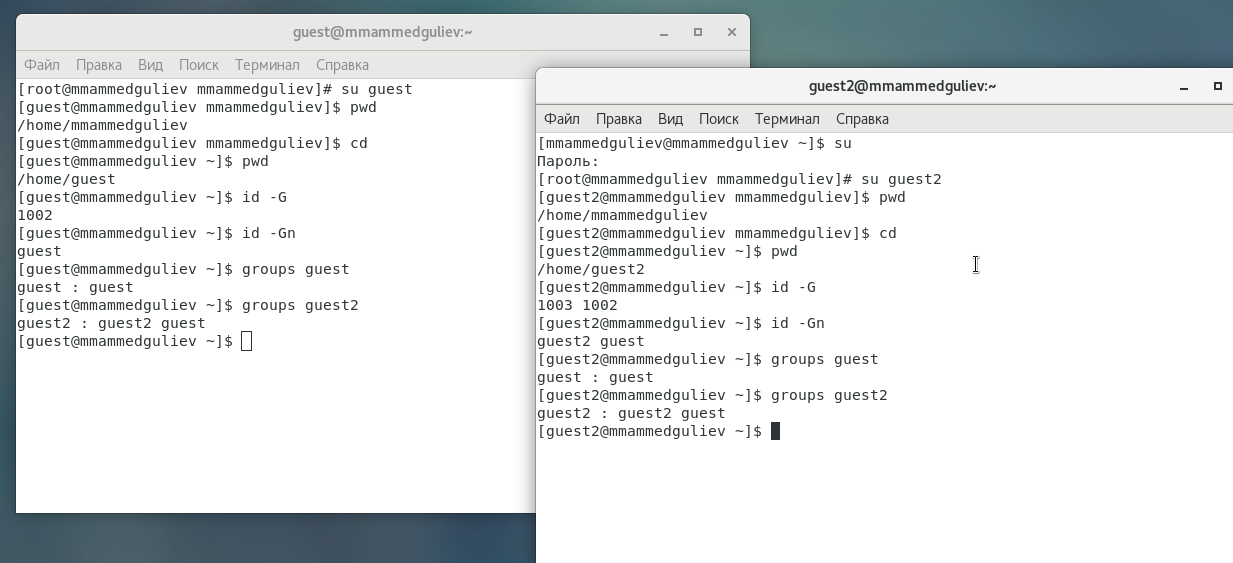 guest@mmammedguliev:~
Файл Правка Вид Поиск Терминал Справка
[root@mmammedguliev mmammedguliev]# su guest
[guest@mmammedguliev mmammedguliev]$ pwd
/home/mmammedguliev
[guest@mmammedguliev mmammedguliev]$ cd
[guest@mmammedguliev ~]$ pwd
/home/guest
[guest@mmammedguliev ~]$ id -G
1002
[guest@mmammedguliev ~]$ id -Gn
guest
[guest@mmammedguliev ~]$ groups guest
guest : guest
[guest@mmammedguliev ~]$ groups guest2
guest2 : guest2 guest
[guest@mmammedguliev ~]$
guest2@mmammedguliev:~
Файл Правка Вид Поиск Терминал Справка
[mmammedguliev@mmammedguliev ~]$ su
Пароль:
[root@mmammedguliev mmammedguliev]# su guest2
[guest2@mmammedguliev mmammedguliev]$ pwd
/home/mmammedguliev
[guest2@mmammedguliev mmammedguliev]$ cd
[guest2@mmammedguliev ~]$ pwd
/home/guest2
[guest2@mmammedguliev ~]$ id -G
1003 1002
[guest2@mmammedguliev ~]$ id -Gn
guest2 guest
[guest2@mmammedguliev ~]$ groups guest
guest : guest
[guest2@mmammedguliev ~]$ groups guest2
guest2 : guest2 guest
[guest2@mmammedguliev ~]$